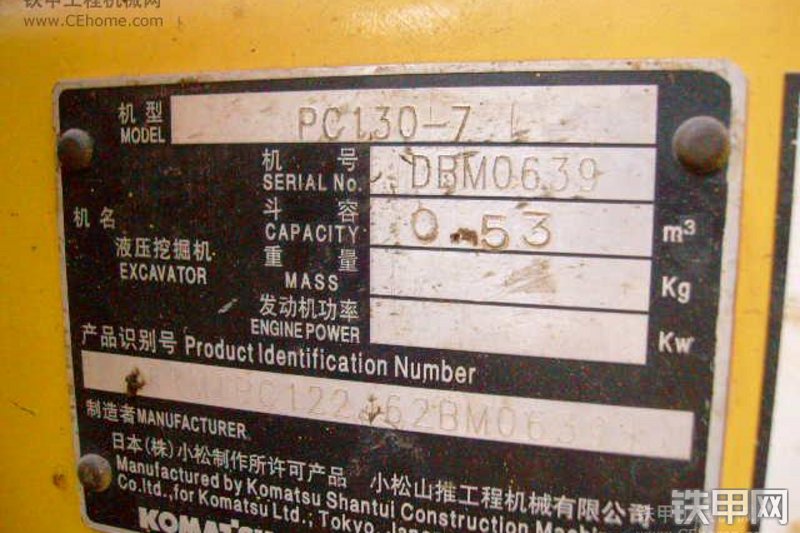 铁甲工程机械网
www.CEhome.com
机型 PC130-7
MODEL
机号 DBM0639
SERIAL No.
机名
斗容 0.53 m³
CAPACITY
液压挖掘机
EXCAVATOR
重量 Kg
MASS
发动机功率 Kw
ENGINE POWER
产品识别号 Product Identification Number
制造者 MANUFACTURER
日本(株)小松制作所许可产品 小松山推工程机械有限公司
Manufactured by Komatsu Shantui Construction
Co.ltd.,for Komatsu Ltd.; Tokyo,
KOMATSU
铁甲网